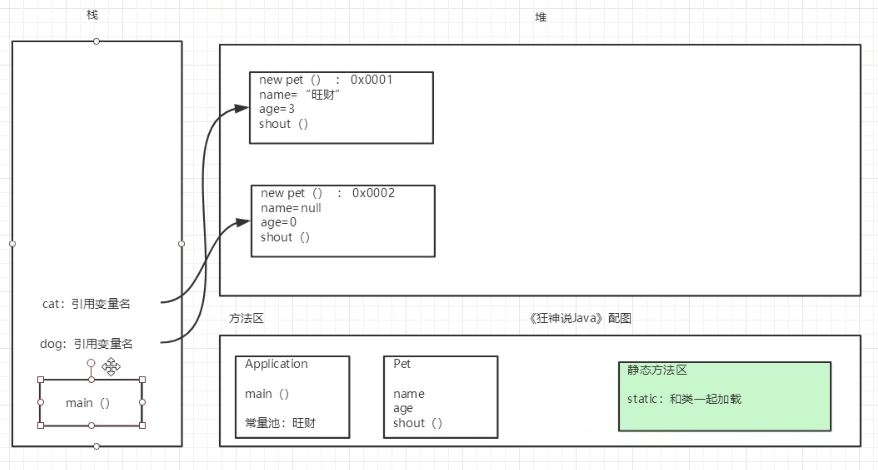 栈
堆
new pet（） ： 0x0001
name= “旺财”
age=3
shout（）
new pet（） ： 0x0002
name=null
age=0
shout（）
cat：引用变量名
dog：引用变量名
main（）
方法区
《狂神说Java》配图
Application
main（）
常量池：旺财
Pet
name
age
shout（）
静态方法区
static：和类一起加载